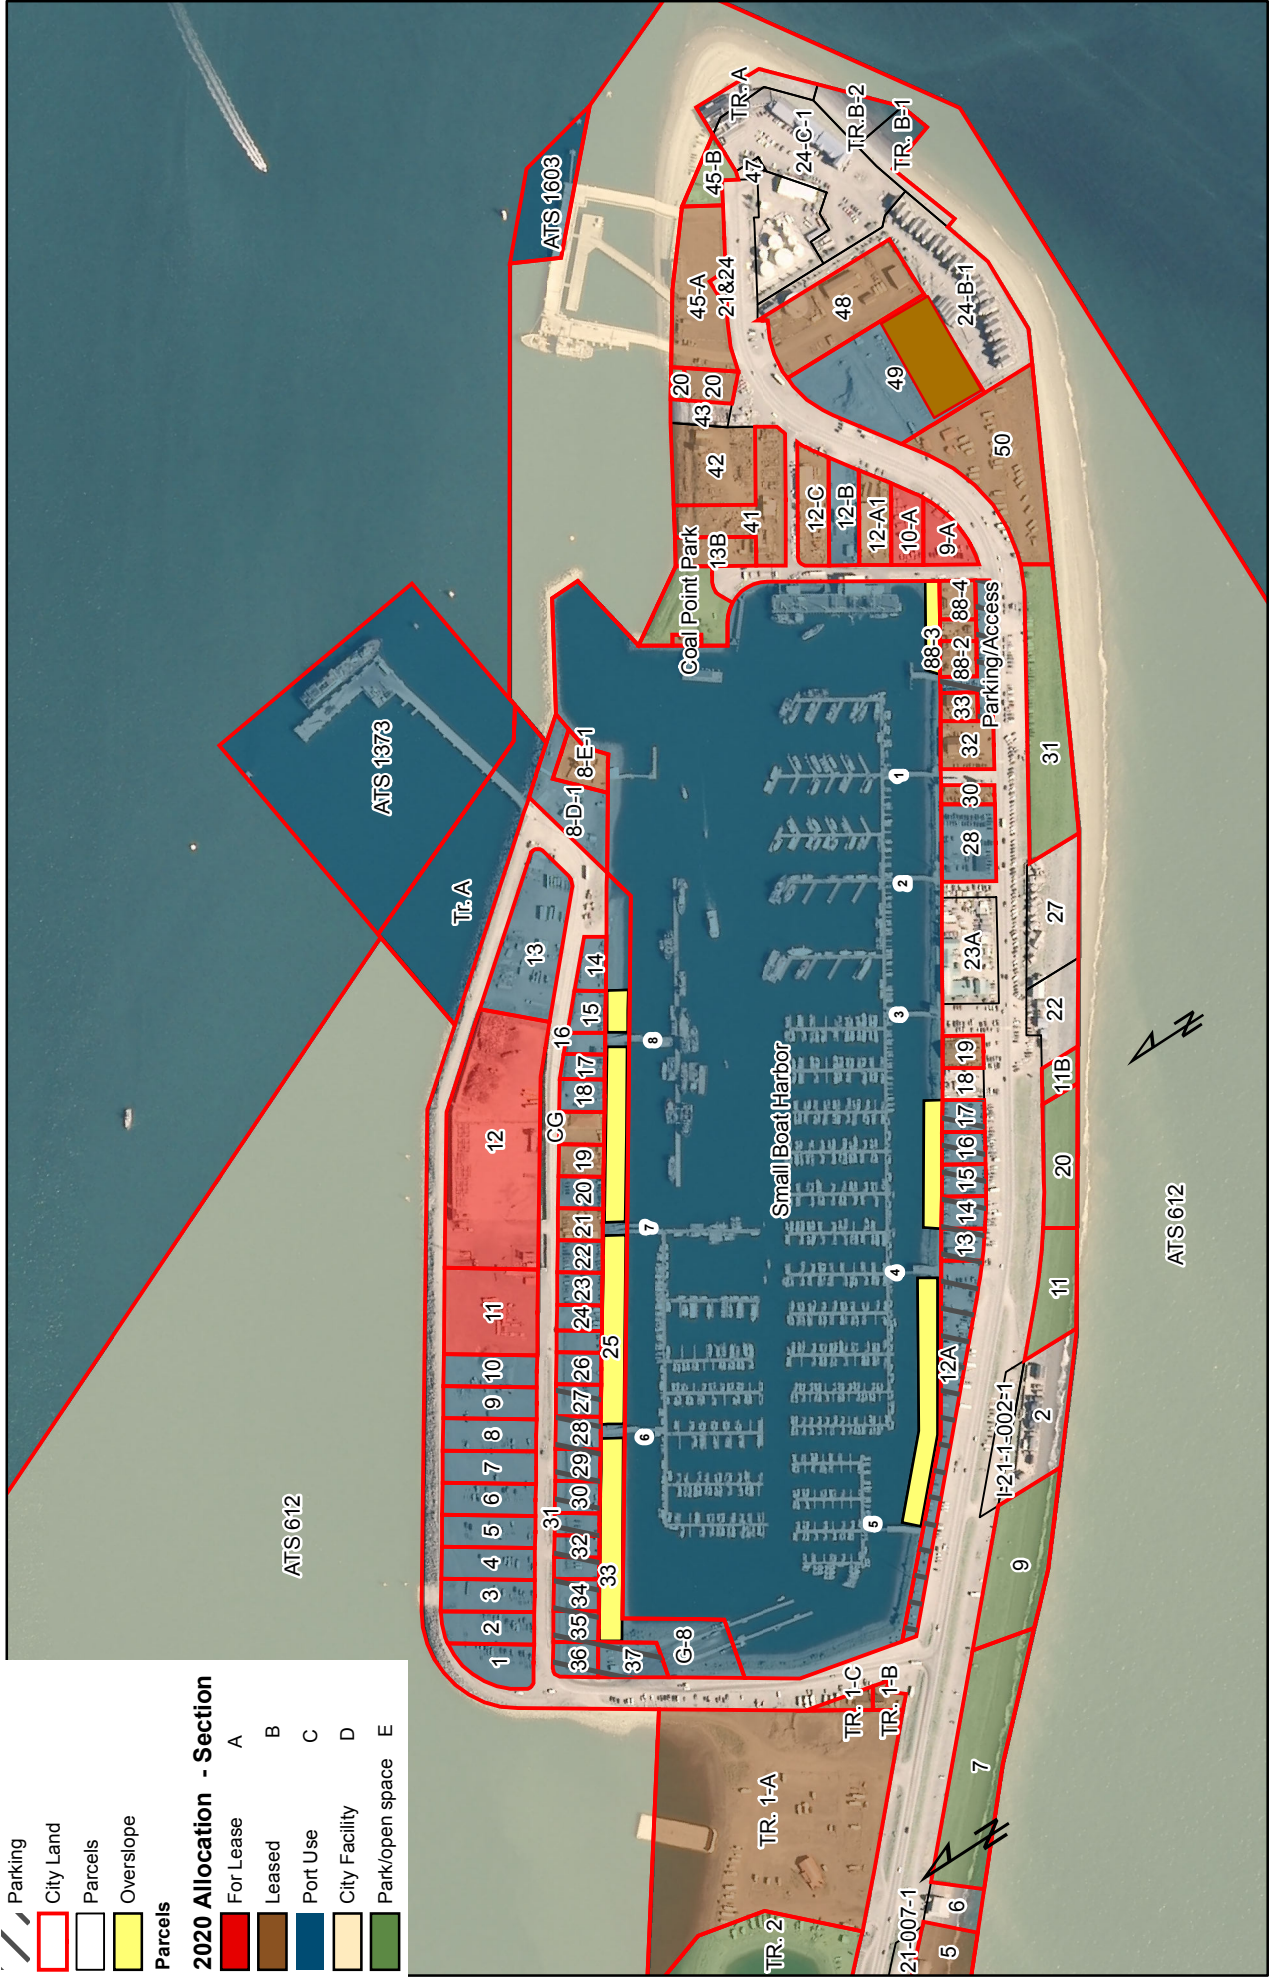 Parking
City Land
Parcels
Overslope
Parcels
2020 Allocation - Section
For Lease A
Leased B
Port Use C
City Facility D
Park/open space E
ATS 612
ATS 1373
Tr. A
ATS 1603
1
2
3
4
5
6
7
8
9
10
11
12
13
36
35
34
32
31
30
29
28
27
26
24
23
22
21
20
19
CG
18
17
16
15
14
8-D-1
8-E-1
37
33
25
G-8
6
7
8
Small Boat Harbor
5
4
3
2
1
Coal Point Park
13B
41
42
43
20
20
45-A
21&24
45-B
47
TR. A
24-C-1
TR.B-2
TR. B-1
24-B-1
48
49
50
12-C
12-B
12-A1
10-A
9-A
88-4
88-3
88-2
Parking/Access
33
32
30
28
23A
19
18
17
16
15
14
13
12A
31
27
22
11B
20
11
I-21-1-002-1
2
9
7
6
5
21-007-1
TR. 1-C
TR. 1-B
TR. 1-A
TR. 2
ATS 612
N
N